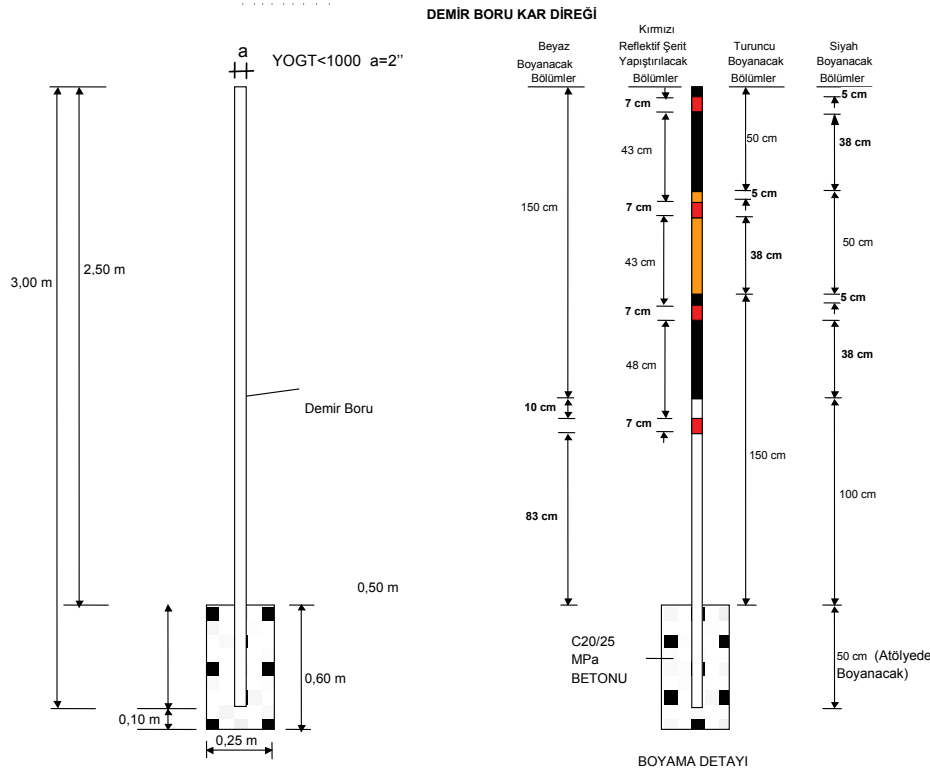 DEMİR BORU KAR DİREĞİ
a
YOGT<1000 a=2’’
3,00 m
2,50 m
Demir Boru
0,50 m
0,60 m
0,10 m
0,25 m
Beyaz
Boyanacak
Bölümler
150 cm
10 cm
83 cm
Kırmızı
Reflektif Şerit
Yapıştırılacak
Bölümler
7 cm
43 cm
7 cm
43 cm
7 cm
48 cm
7 cm
Turuncu
Boyanacak
Bölümler
50 cm
5 cm
38 cm
150 cm
Siyah
Boyanacak
Bölümler
5 cm
38 cm
50 cm
5 cm
38 cm
100 cm
50 cm (Atölyede
Boyanacak)
C20/25
MPa
BETONU
BOYAMA DETAYI